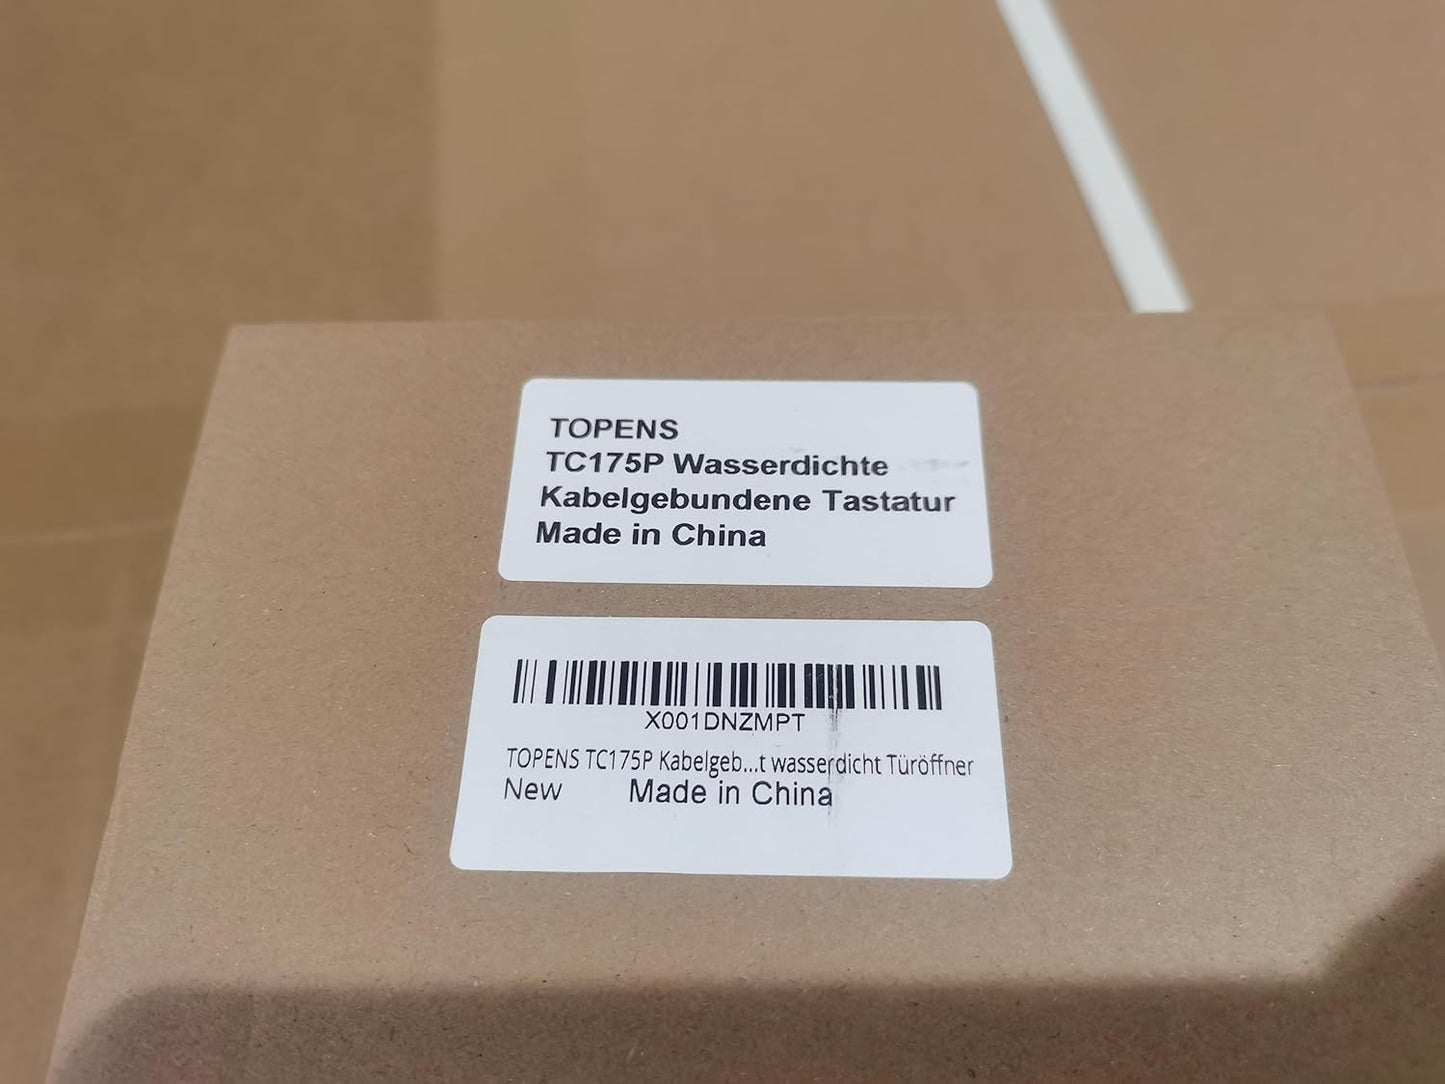 TOPENS
TC175P Wasserdichte
Kabelgebundene Tastatur
Made in China
X001DNZMPT
TOPENS TC175P Kabelgeb...t wasserdicht Türöffner
New Made in China